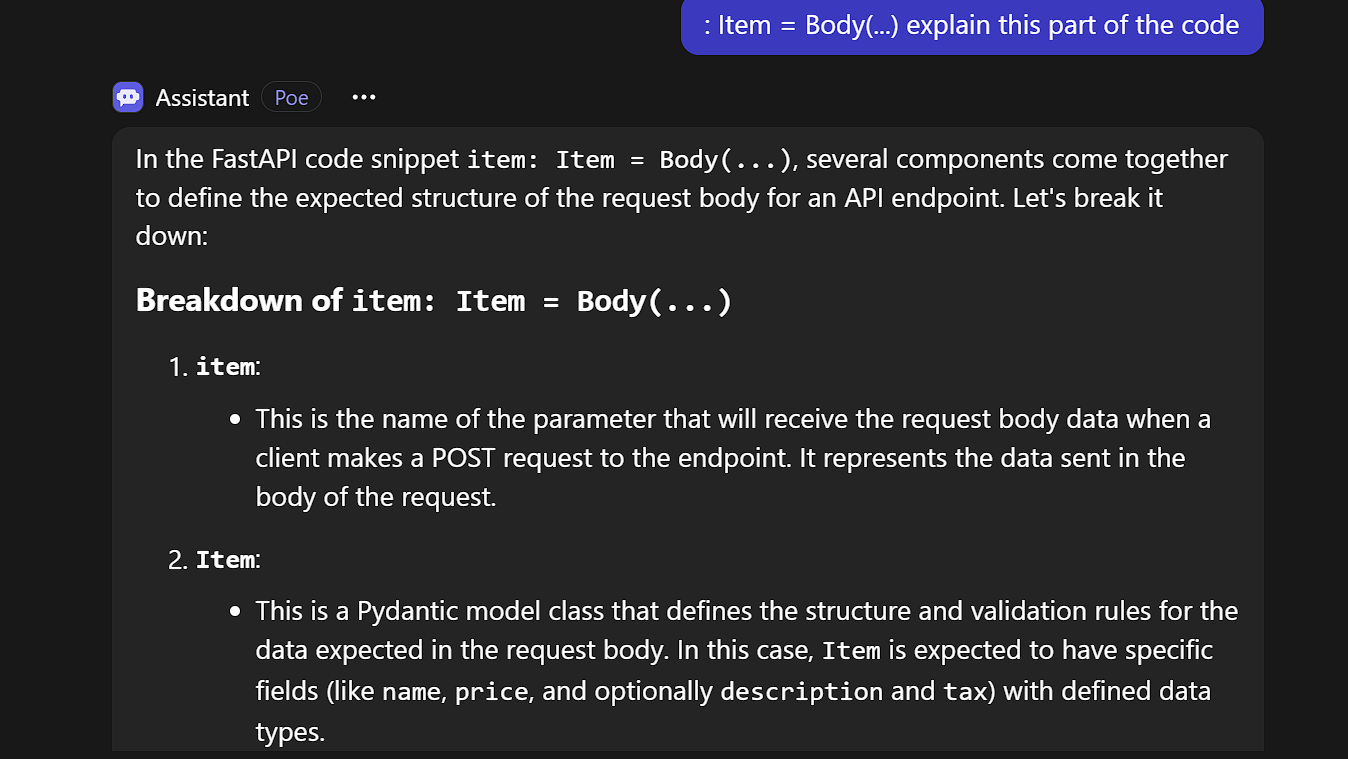 : Item = Body(...) explain this part of the code
Assistant Poe
In the FastAPI code snippet item: Item = Body(...), several components come together
to define the expected structure of the request body for an API endpoint. Let's break it
down:
Breakdown of item: Item = Body(...)
1. item:
• This is the name of the parameter that will receive the request body data when a
client makes a POST request to the endpoint. It represents the data sent in the
body of the request.
2. Item:
• This is a Pydantic model class that defines the structure and validation rules for the
data expected in the request body. In this case, Item is expected to have specific
fields (like name, price, and optionally description and tax) with defined data
types.